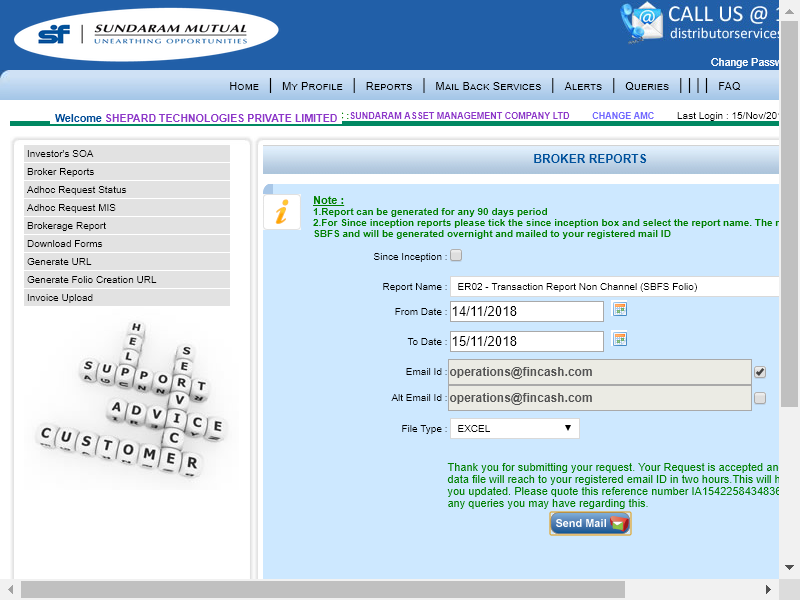 SUNDARAM MUTUAL
UNEARTHING OPPORTUNITIES
CALL US @ 1
distributorservices
Change Passw
HOME MY PROFILE REPORTS MAIL BACK SERVICES ALERTS QUERIES FAQ
Welcome SHEPARD TECHNOLOGIES PRIVATE LIMITED : :SUNDARAM ASSET MANAGEMENT COMPANY LTD CHANGE AMC Last Login : 15/Nov/201
Investor's SOA
Broker Reports
Adhoc Request Status
Adhoc Request MIS
Brokerage Report
Download Forms
Generate URL
Generate Folio Creation URL
Invoice Upload
HELP
SUPPORT
SERVICE
ADVICE
CUSTOMER
BROKER REPORTS
Note :
1.Report can be generated for any 90 days period
2.For Since inception reports please tick the since inception box and select the report name. The r
SBFS and will be generated overnight and mailed to your registered mail ID
Since Inception :
Report Name : ER02 - Transaction Report Non Channel (SBFS Folio)
From Date : 14/11/2018
To Date : 15/11/2018
Email Id : operations@fincash.com
Alt Email Id : operations@fincash.com
File Type : EXCEL
Thank you for submitting your request. Your Request is accepted an
data file will reach to your registered email ID in two hours.This will h
you updated. Please quote this reference number IA1542258434836
any queries you may have regarding this.
Send Mail